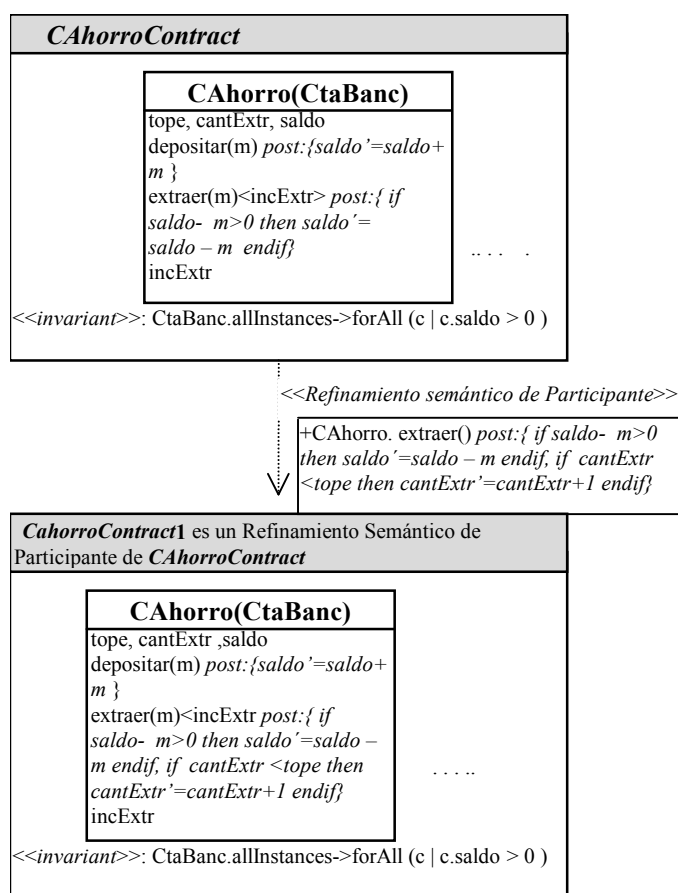 CAhorroContract
CAhorro(CtaBanc)
tope, cantExtr, saldo
depositar(m) post:{saldo’=saldo+
m }
extraer(m)<incExtr> post:{ if
saldo- m>0 then saldo´=
saldo – m endif}
incExtr
.. . . .
<<invariant>>: CtaBanc.allInstances->forAll (c | c.saldo > 0 )
<<Refinamiento semántico de Participante>>
+CAhorro. extraer() post:{ if saldo- m>0
then saldo´=saldo – m endif, if cantExtr
<tope then cantExtr’=cantExtr+1 endif}
CahorroContract1 es un Refinamiento Semántico de
Participante de CAhorroContract
CAhorro(CtaBanc)
tope, cantExtr ,saldo
depositar(m) post:{saldo’=saldo+
m }
extraer(m)<incExtr post:{ if
saldo- m>0 then saldo´=saldo –
m endif, if cantExtr <tope then
cantExtr’=cantExtr+1 endif}
incExtr
. . . ..
<<invariant>>: CtaBanc.allInstances->forAll (c | c.saldo > 0 )